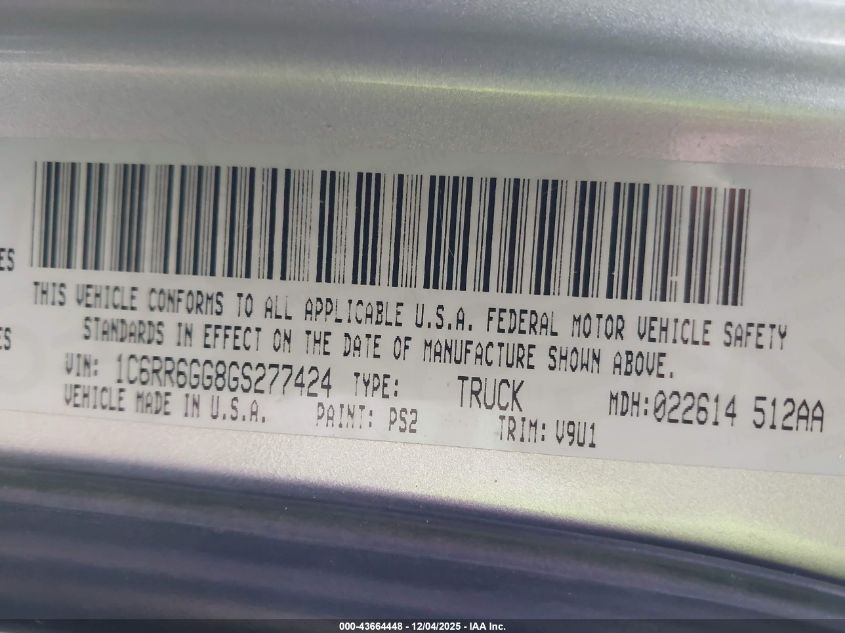 ES
THIS VEHICLE CONFORMS TO ALL APPLICABLE U.S.A. FEDERAL MOTOR VEHICLE SAFETY
ES
STANDARDS IN EFFECT ON THE DATE OF MANUFACTURE SHOWN ABOVE.
VIN: 1C6RR6GG8GS277424 TYPE: TRUCK MDH:022614 512AA
VEHICLE MADE IN U.S.A. PAINT: PS2 TRIM: V9U1
000-43664448 - 12/04/2025 - IAA Inc.